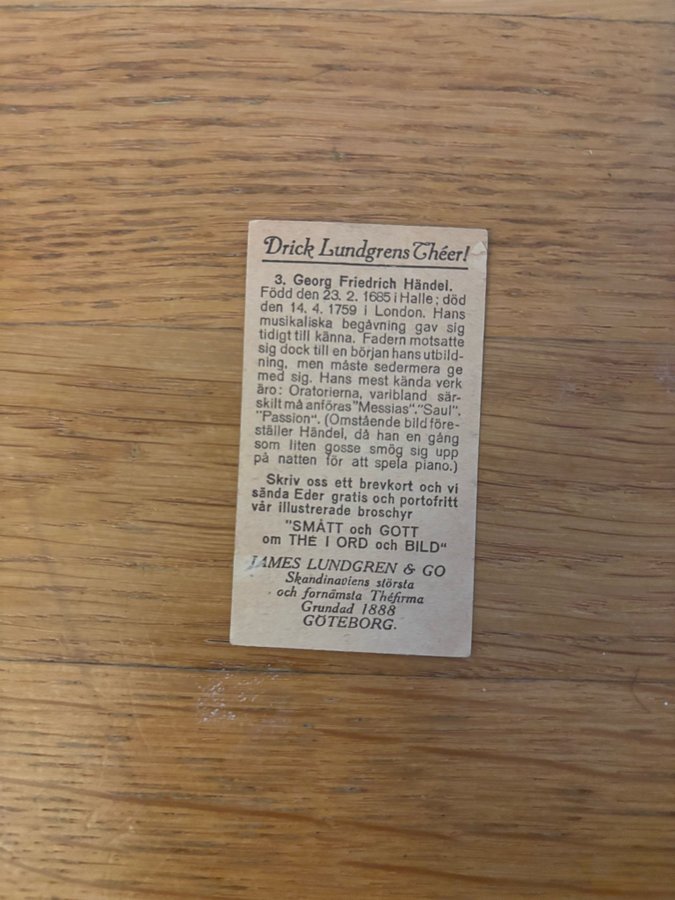 Drick Lundgrens Théer!
3. Georg Friedrich Händel.
Född den 23. 2. 1685 i Halle; död
den 14. 4. 1759 i London. Hans
musikaliska begåvning gav sig
tidigt till känna. Fadern motsatte
sig dock till en början hans utbild-
ning, men måste sedermera ge
med sig. Hans mest kända verk
äro: Oratorierna, varibland sär-
skilt må anföras "Messias". "Saul".
"Passion". (Omstående bild före-
ställer Händel, då han en gång
som liten gosse smög sig upp
på natten för att spela piano.)
Skriv oss ett brevkort och vi
sända Eder gratis och portofritt
vår illustrerade broschyr
"SMÅTT och GOTT
om THÉ I ORD och BILD"
JAMES LUNDGREN & CO
Skandinaviens största
och förnämsta Théfirma
Grundad 1888
GÖTEBORG.